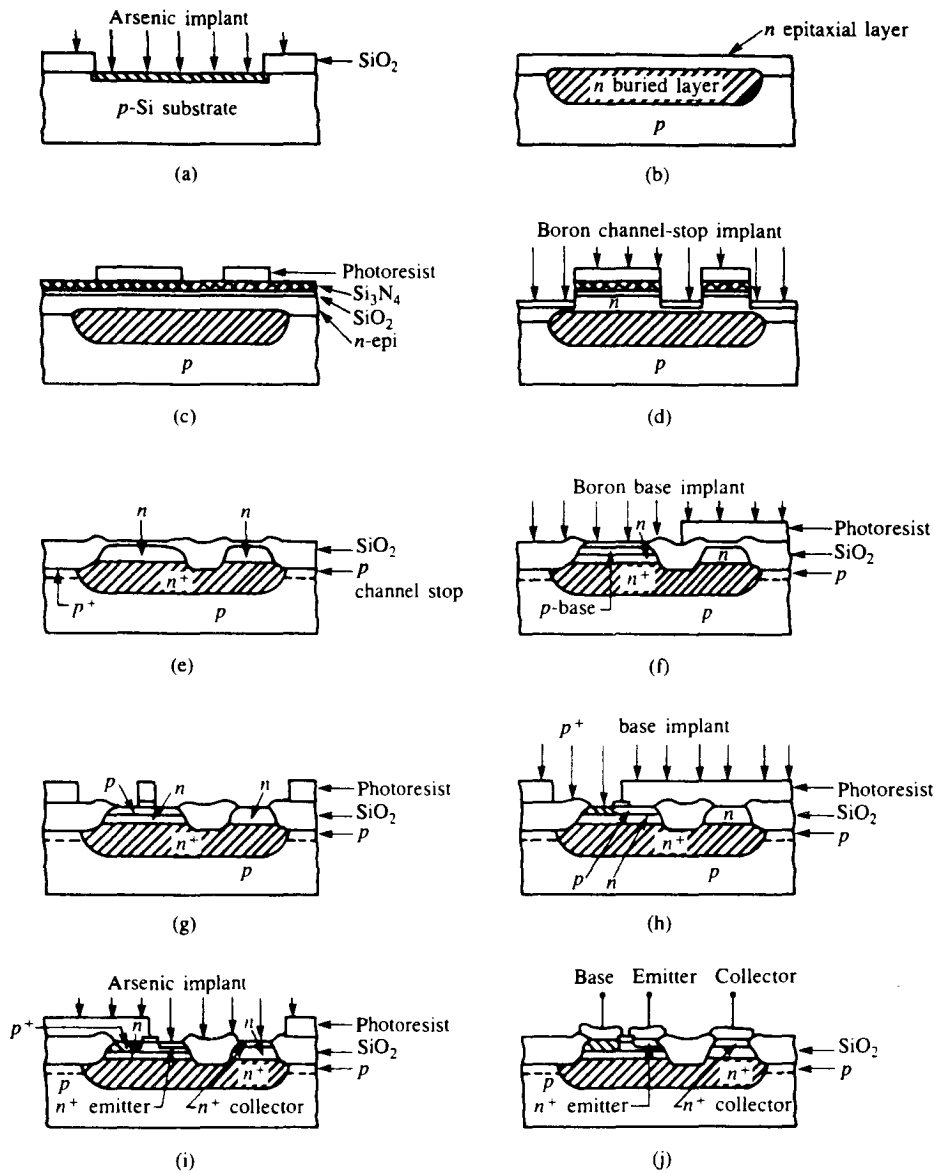 Arsenic implant
SiO2
p-Si substrate
(a)
n epitaxial layer
n buried layer
p
(b)
Photoresist
Si3N4
SiO2
n-epi
p
(c)
Boron channel-stop implant
n
p
(d)
n n
SiO2
p
channel stop
n+
p+
p
(e)
Boron base implant
n
Photoresist
SiO2
n
p
n+
p-base
p
(f)
Photoresist
p n n
SiO2
p
n+
p
(g)
p+ base implant
Photoresist
SiO2
n
p
n+
p n p
(h)
Arsenic implant
Photoresist
p+ n n
SiO2
p
p n+
n+ emitter n+ collector
(i)
Base Emitter Collector
SiO2
p
p n+
n+ emitter n+ collector
(j)